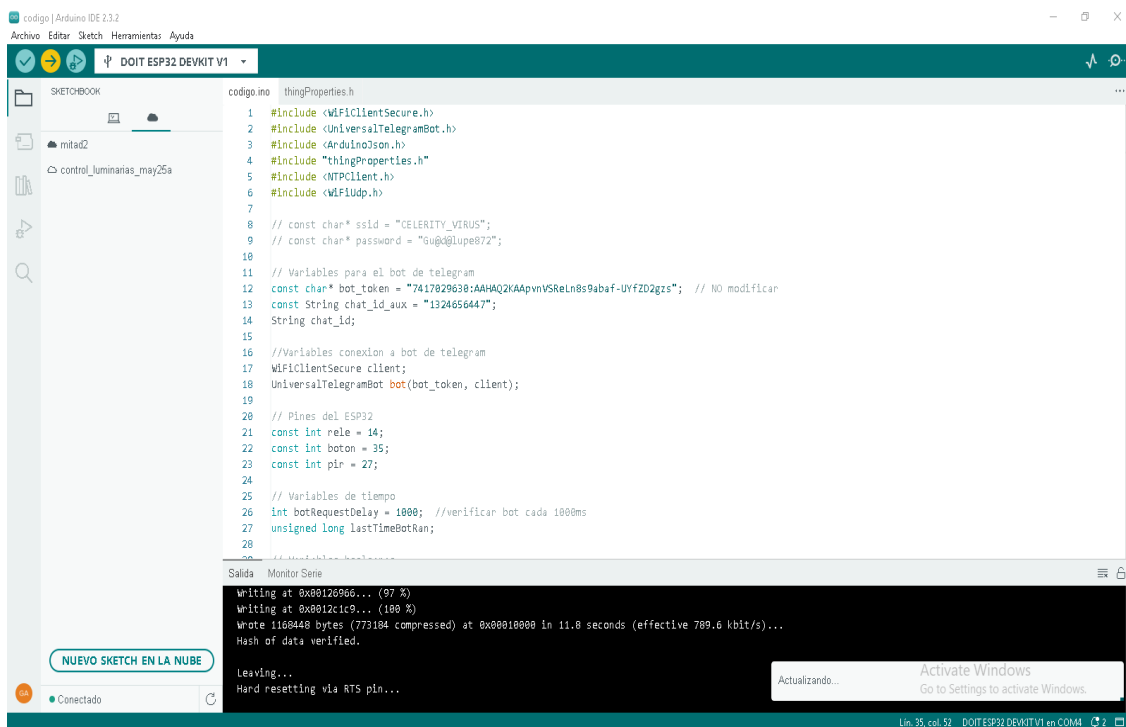 codigo | Arduino IDE 2.3.2
Archivo Editar Sketch Herramientas Ayuda
DOIT ESP32 DEVKIT V1
SKETCHBOOK
mitad2
control_luminarias_may25a
NUEVO SKETCH EN LA NUBE
GA
Conectado
codigo.ino thingProperties.h
1 #include <WiFiClientSecure.h>
2 #include <UniversalTelegramBot.h>
3 #include <ArduinoJson.h>
4 #include "thingProperties.h"
5 #include <NTPClient.h>
6 #include <WiFiUdp.h>
7
8 // const char* ssid = "CELERITY_VIRUS";
9 // const char* password = "Gu@d@lupe872";
10
11 // Variables para el bot de telegram
12 const char* bot_token = "7417029630:AAHAQ2KAApvnVSReLn8s9abaf-UYfZD2gzs"; // NO modificar
13 const String chat_id_aux = "1324656447";
14 String chat_id;
15
16 //Variables conexion a bot de telegram
17 WiFiClientSecure client;
18 UniversalTelegramBot bot(bot_token, client);
19
20 // Pines del ESP32
21 const int rele = 14;
22 const int boton = 35;
23 const int pir = 27;
24
25 // Variables de tiempo
26 int botRequestDelay = 1000; //verificar bot cada 1000ms
27 unsigned long lastTimeBotRan;
28
Salida Monitor Serie
Writing at 0x00126966... (97 %)
Writing at 0x0012c1c9... (100 %)
Wrote 1168448 bytes (773184 compressed) at 0x00010000 in 11.8 seconds (effective 789.6 kbit/s)...
Hash of data verified.
Leaving...
Hard resetting via RTS pin...
Actualizando...
Activate Windows
Go to Settings to activate Windows.
Lín. 35, col. 52 DOIT ESP32 DEVKIT V1 en COM4 2